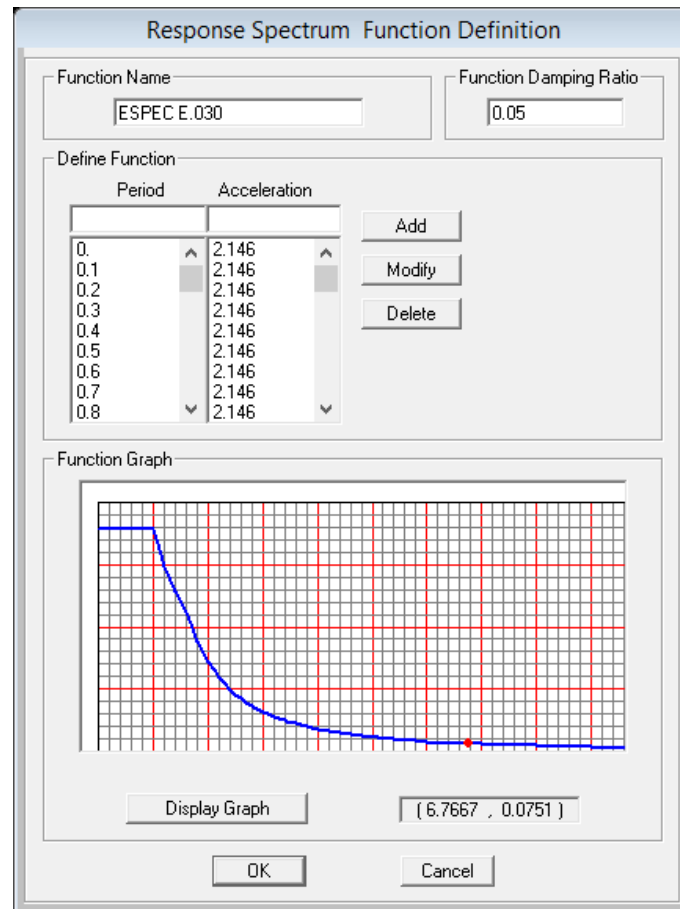 Response Spectrum Function Definition
Function Name
Function Damping Ratio
ESPEC E.030
0.05
Define Function
Period Acceleration
Add
0. 2.146
0.1 2.146
Modify
0.2 2.146
0.3 2.146
Delete
0.4 2.146
0.5 2.146
0.6 2.146
0.7 2.146
0.8 2.146
Function Graph
Display Graph
( 6.7667 , 0.0751 )
OK
Cancel